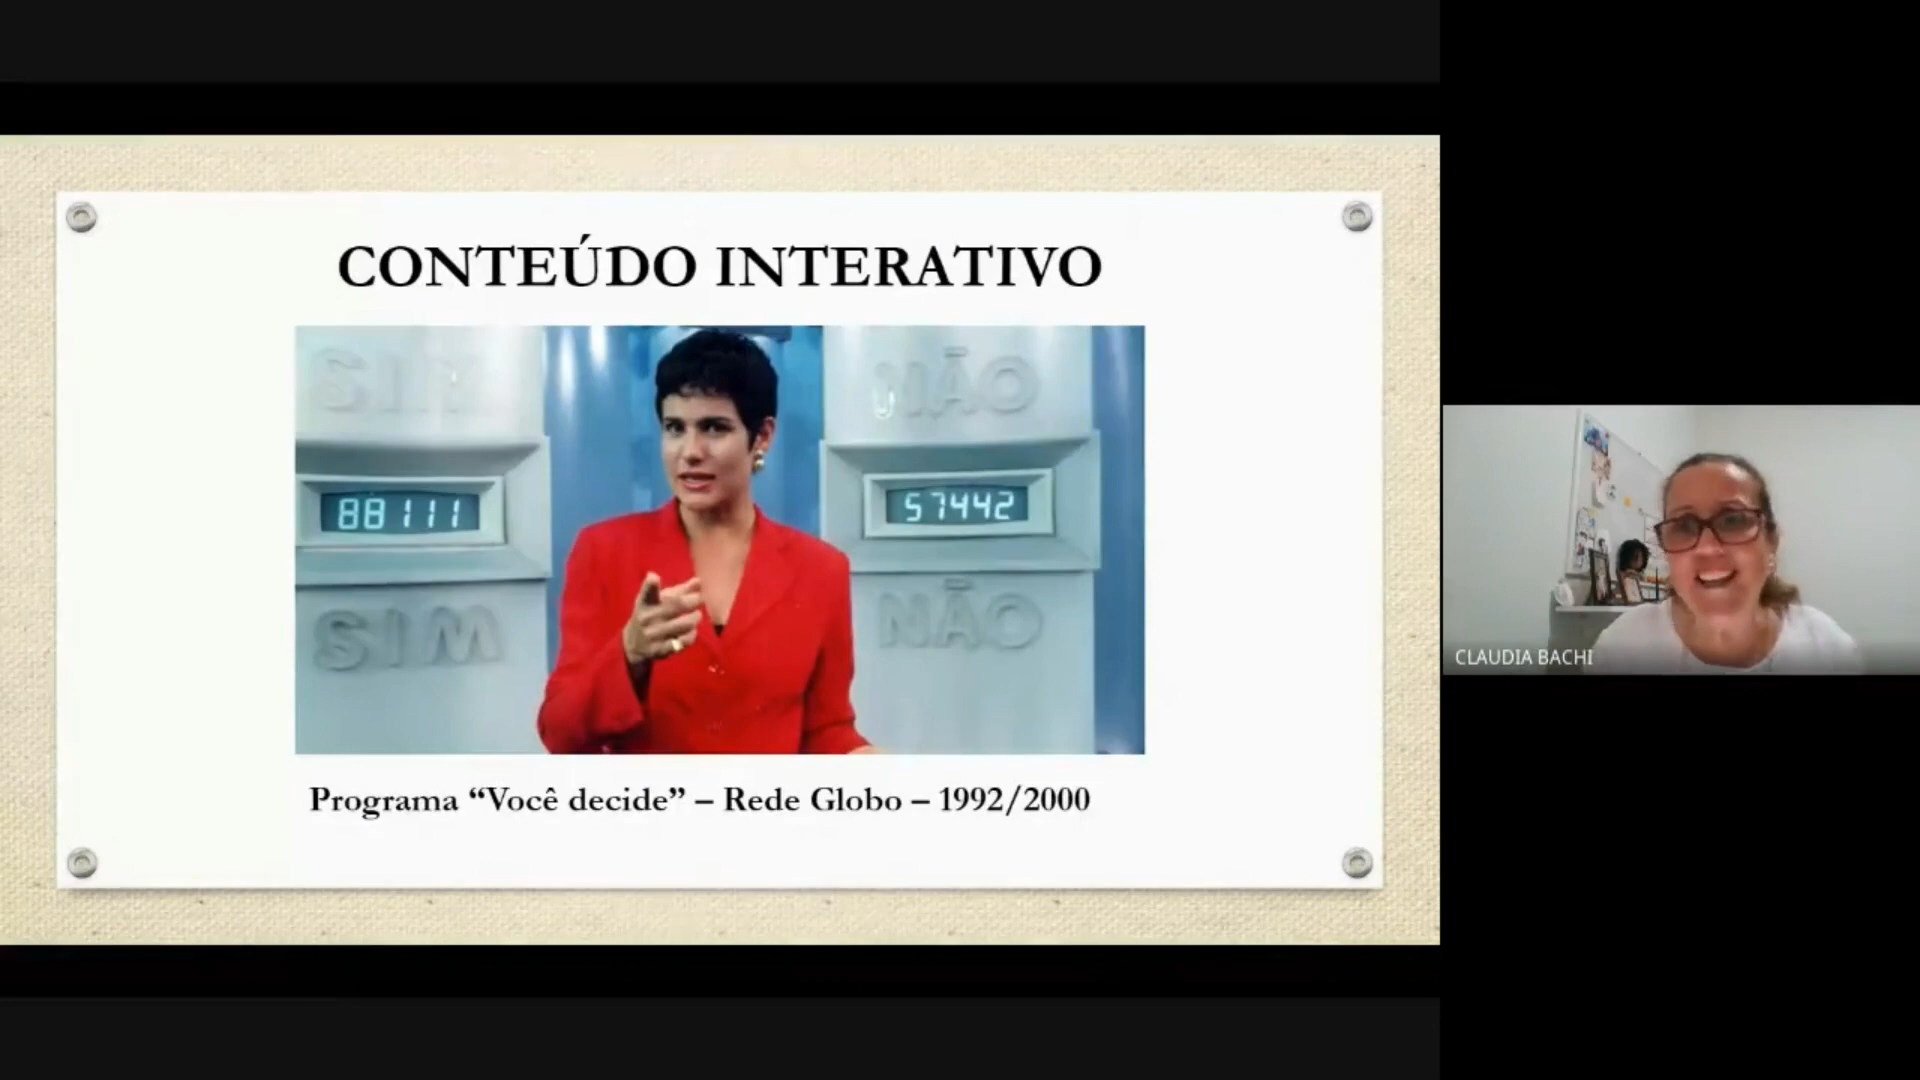 CONTEÚDO INTERATIVO
SIM
NÃO
88111
57442
SIM
NÃO
Programa “Você decide” – Rede Globo – 1992/2000
CLAUDIA BACHI